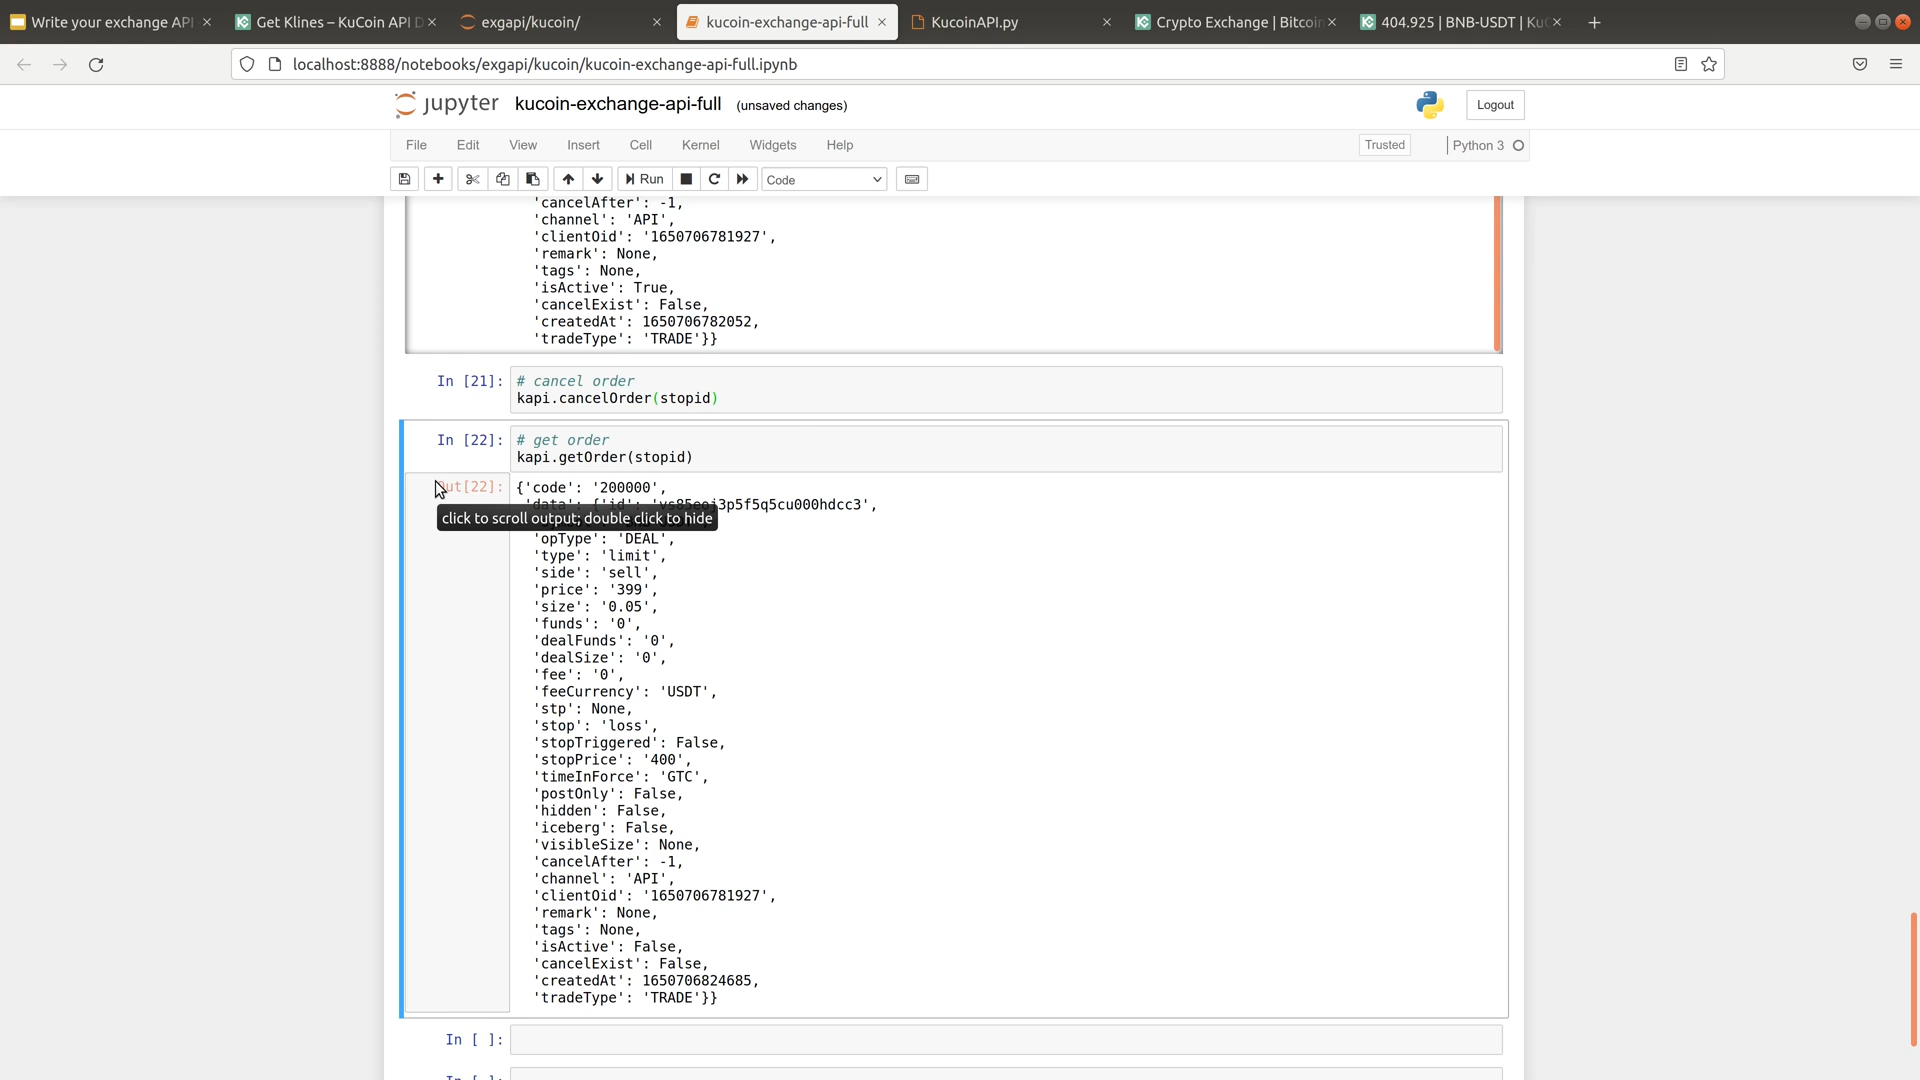 Write your exchange API
Get Klines – KuCoin API D
exgapi/kucoin/
kucoin-exchange-api-full
KucoinAPI.py
Crypto Exchange | Bitcoin
404.925 | BNB-USDT | Ku
localhost:8888/notebooks/exgapi/kucoin/kucoin-exchange-api-full.ipynb
jupyter kucoin-exchange-api-full (unsaved changes)
Logout
File Edit View Insert Cell Kernel Widgets Help
Trusted
Python 3
Run
Code
'cancelAfter': -1,
'channel': 'API',
'clientOid': '1650706781927',
'remark': None,
'tags': None,
'isActive': True,
'cancelExist': False,
'createdAt': 1650706782052,
'tradeType': 'TRADE'}}
In [21]: # cancel order
kapi.cancelOrder(stopid)
In [22]: # get order
kapi.getOrder(stopid)
Out[22]: {'code': '200000',
'data': {'id': 'vs85eoj3p5f5q5cu000hdcc3',
click to scroll output; double click to hide
'opType': 'DEAL',
'type': 'limit',
'side': 'sell',
'price': '399',
'size': '0.05',
'funds': '0',
'dealFunds': '0',
'dealSize': '0',
'fee': '0',
'feeCurrency': 'USDT',
'stp': None,
'stop': 'loss',
'stopTriggered': False,
'stopPrice': '400',
'timeInForce': 'GTC',
'postOnly': False,
'hidden': False,
'iceberg': False,
'visibleSize': None,
'cancelAfter': -1,
'channel': 'API',
'clientOid': '1650706781927',
'remark': None,
'tags': None,
'isActive': False,
'cancelExist': False,
'createdAt': 1650706824685,
'tradeType': 'TRADE'}}
In [ ]:
In [ ]: